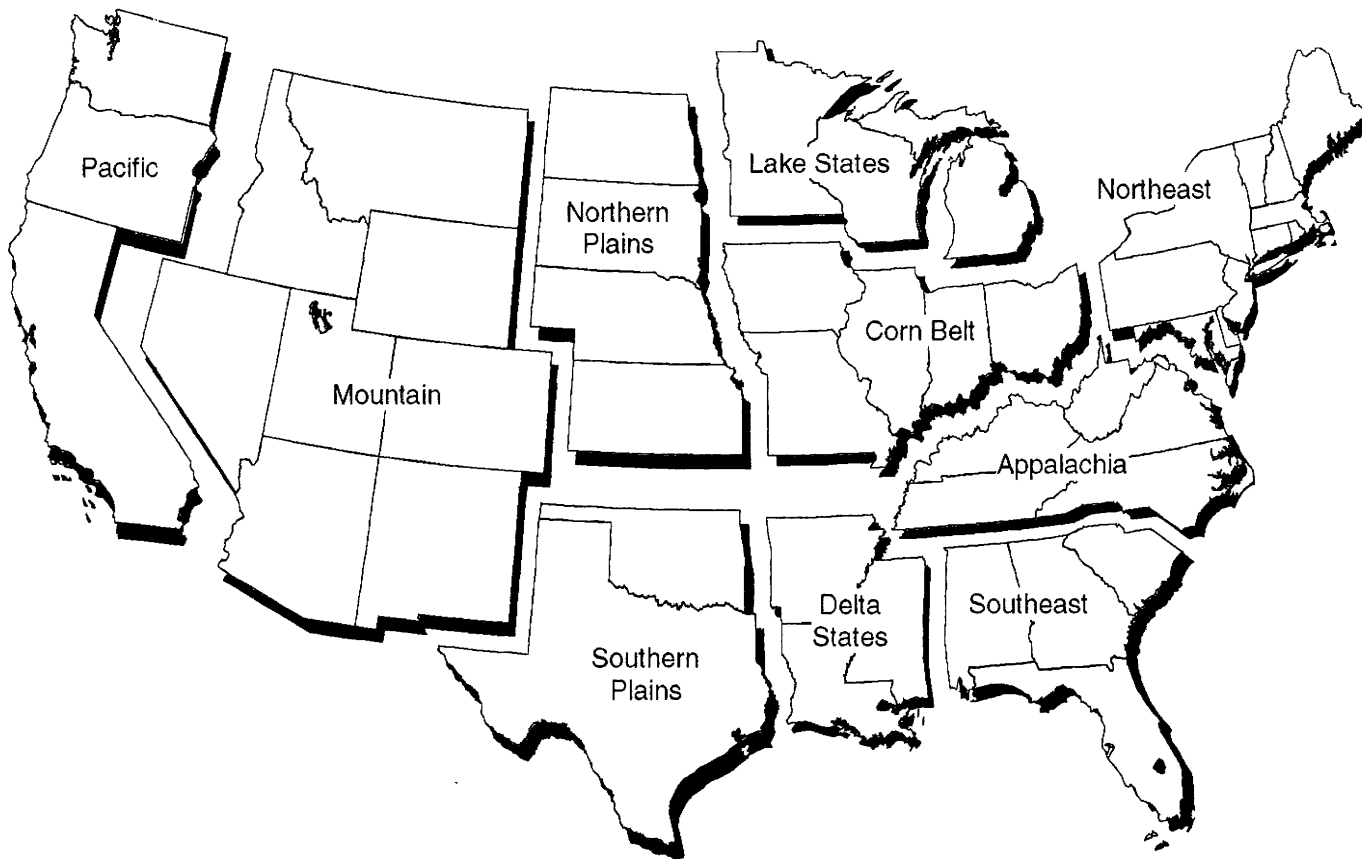 Pacific
Northern
Plains
Lake States
Northeast
Corn Belt
Mountain
Appalachia
Southern
Plains
Delta
States
Southeast